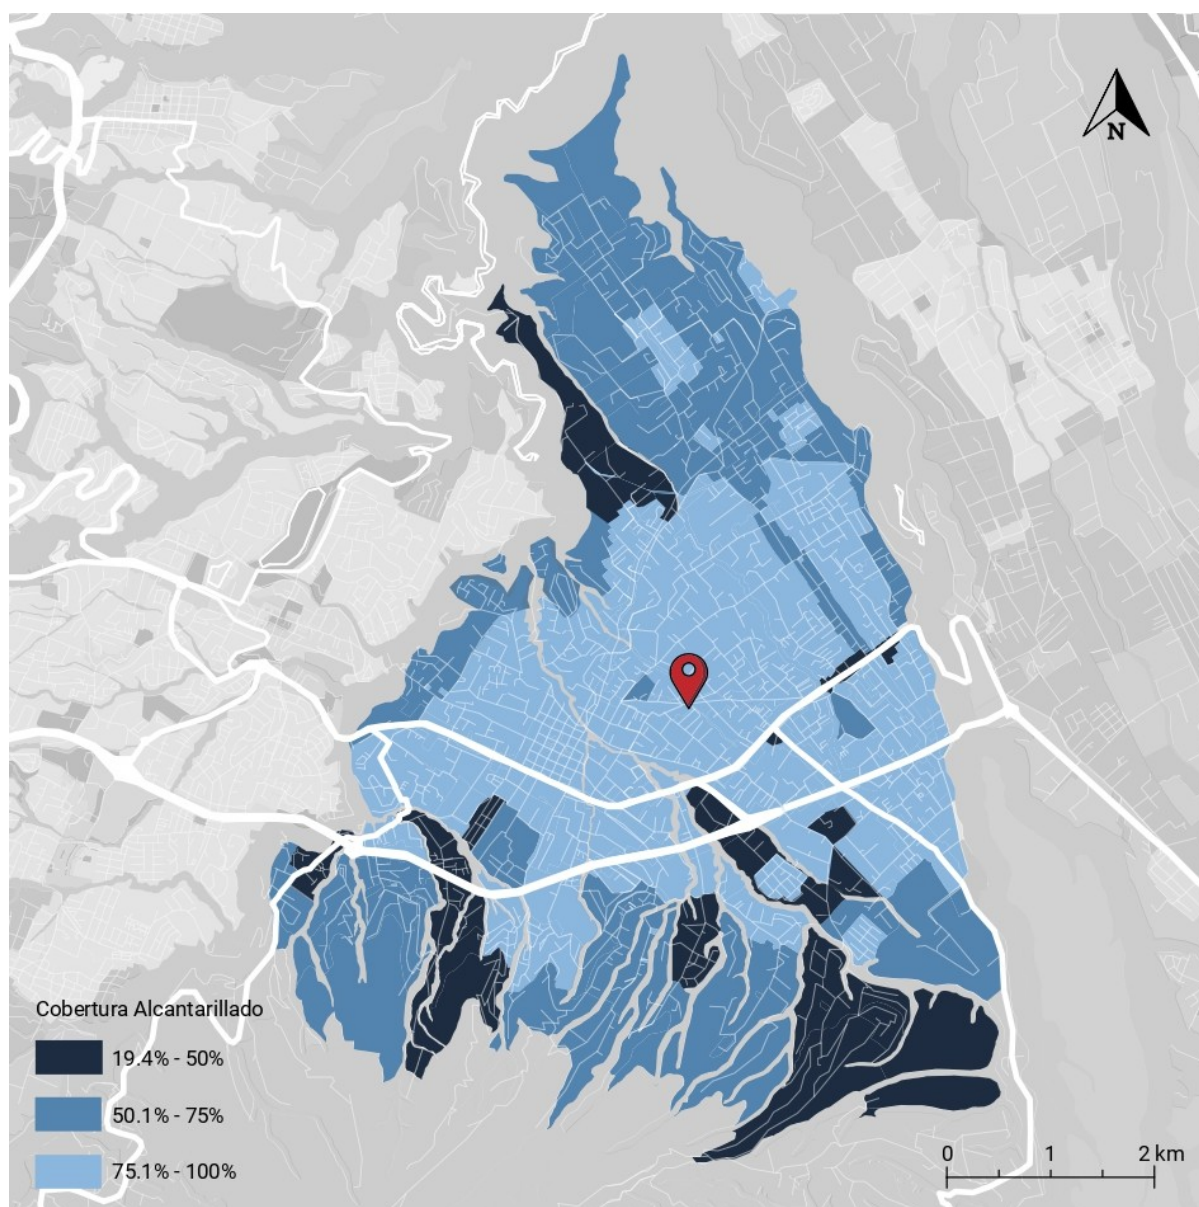 N
Cobertura Alcantarillado
19.4% - 50%
50.1% - 75%
75.1% - 100%
0 1 2 km